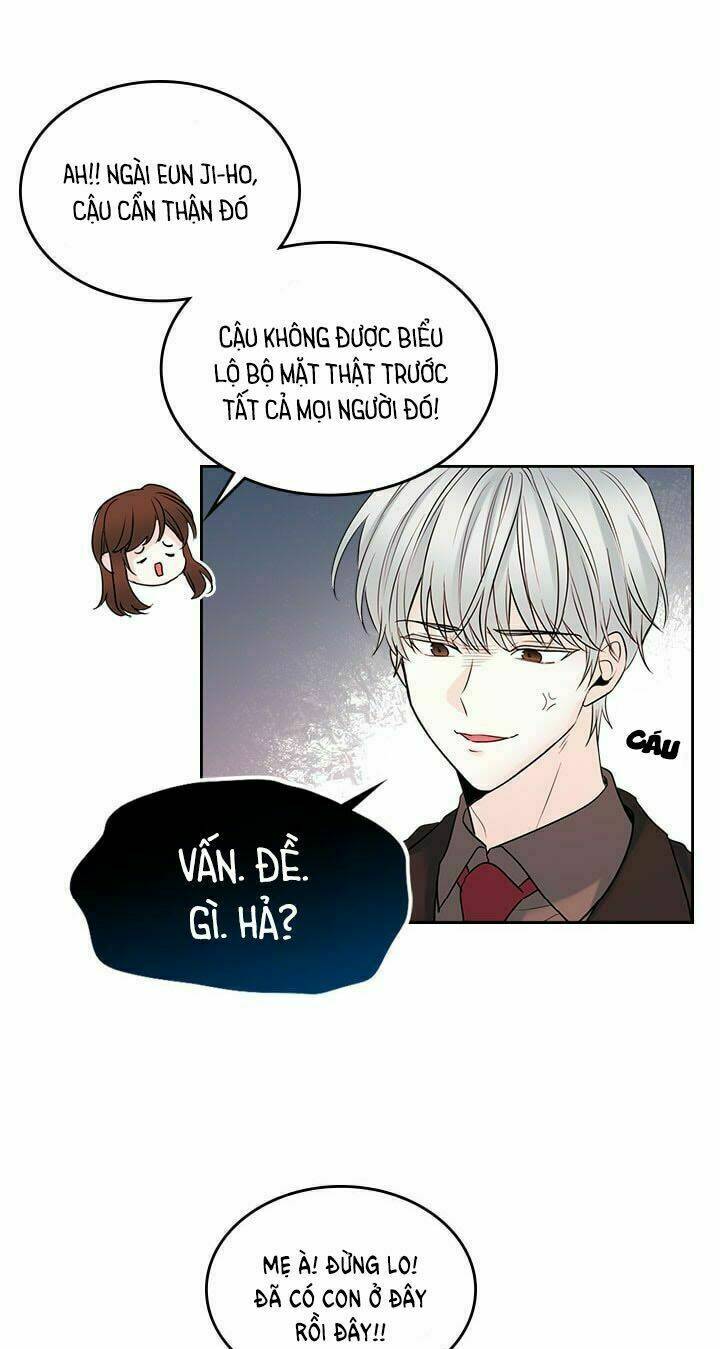 AH!! NGÀI EUN JI-HO,
CẬU CẨN THẬN ĐÓ
CẬU KHÔNG ĐƯỢC BIỂU
LỘ BỘ MẶT THẬT TRƯỚC
TẤT CẢ MỌI NGƯỜI ĐÓ!
CÁU
VẤN. ĐỀ.
GÌ. HẢ?
MẸ À! ĐỪNG LO!
ĐÃ CÓ CON Ở ĐÂY
RỒI ĐÂY!!